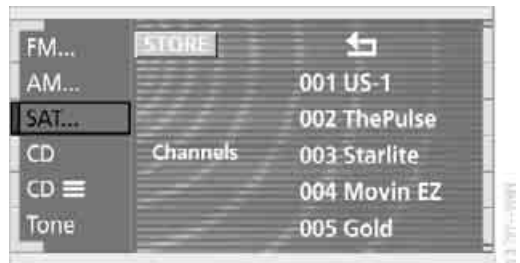 FM...
AM...
SAT...
CD
CD
Tone
STORE
Channels
001 US-1
002 ThePulse
003 Starlite
004 Movin EZ
005 Gold